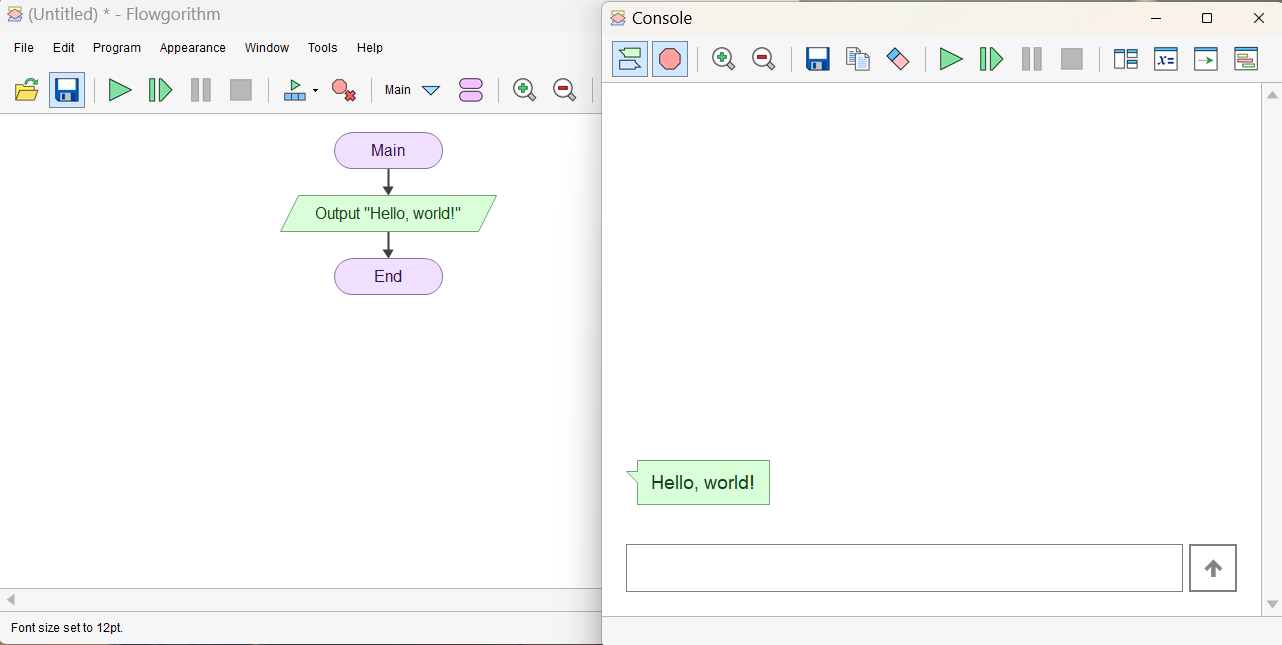 (Untitled) * - Flowgorithm
File Edit Program Appearance Window Tools Help
Main
Main
Output "Hello, world!"
End
Font size set to 12pt.
Console
x=
Hello, world!